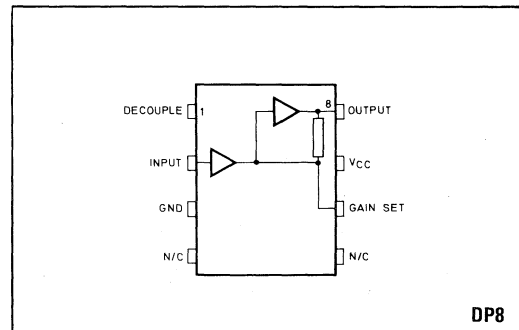 DECOUPLE 1 8 OUTPUT
INPUT VCC
GND GAIN SET
N/C N/C
DP8